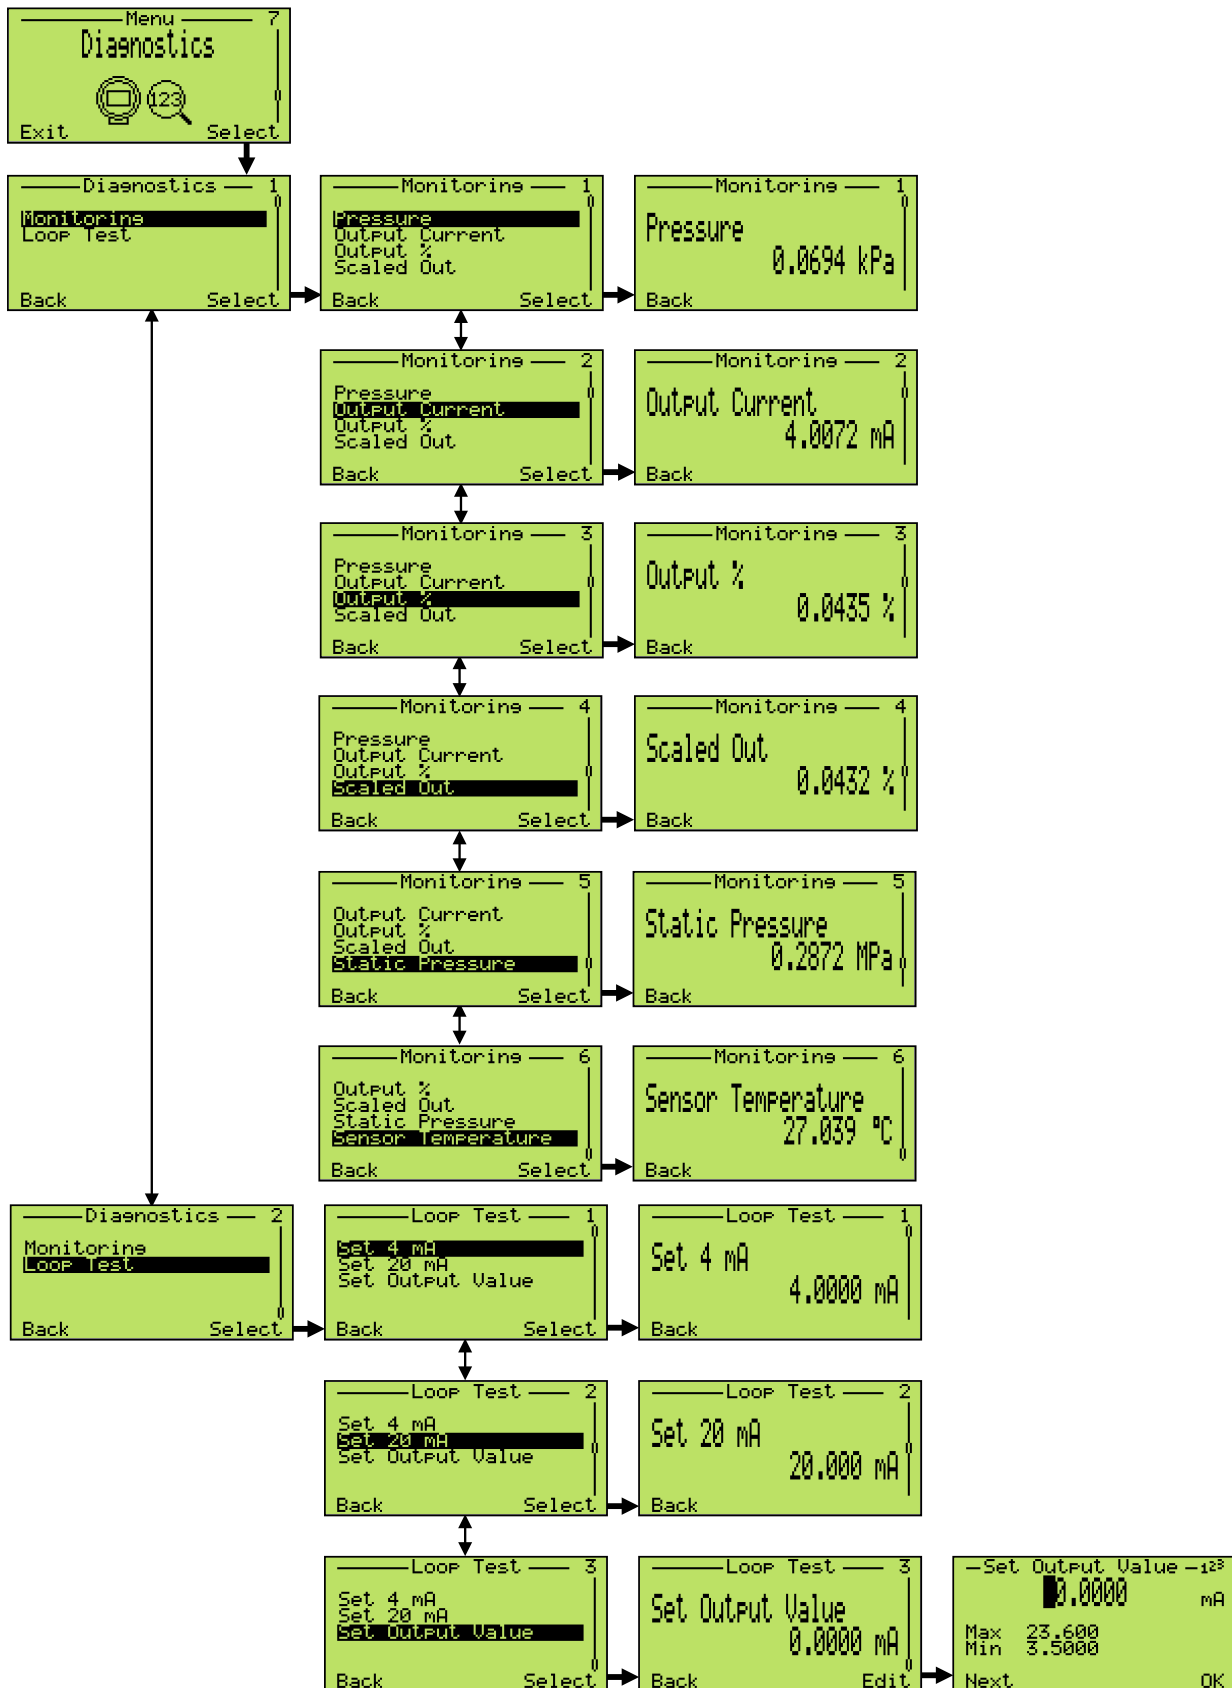 Menu 7
Diagnostics
123
Exit Select
Diagnostics 1
Monitoring
Loop Test
Back Select
Monitoring 1
Pressure
Output Current
Output %
Scaled Out
Back Select
Monitoring 1
Pressure
0.0694 kPa
Back
Monitoring 2
Pressure
Output Current
Output %
Scaled Out
Back Select
Monitoring 2
Output Current
4.0072 mA
Back
Monitoring 3
Pressure
Output Current
Output %
Scaled Out
Back Select
Monitoring 3
Output %
0.0435 %
Back
Monitoring 4
Pressure
Output Current
Output %
Scaled Out
Back Select
Monitoring 4
Scaled Out
0.0432 %
Back
Monitoring 5
Output Current
Output %
Scaled Out
Static Pressure
Back Select
Monitoring 5
Static Pressure
0.2872 MPa
Back
Monitoring 6
Output %
Scaled Out
Static Pressure
Sensor Temperature
Back Select
Monitoring 6
Sensor Temperature
27.039 ºC
Back
Diagnostics 2
Monitoring
Loop Test
Back Select
Loop Test 1
Set 4 mA
Set 20 mA
Set Output Value
Back Select
Loop Test 1
Set 4 mA
4.0000 mA
Back
Loop Test 2
Set 4 mA
Set 20 mA
Set Output Value
Back Select
Loop Test 2
Set 20 mA
20.000 mA
Back
Loop Test 3
Set 4 mA
Set 20 mA
Set Output Value
Back Select
Loop Test 3
Set Output Value
0.0000 mA
Back Edit
Set Output Value 123
0.0000 mA
Max 23.600
Min 3.5000
Next OK